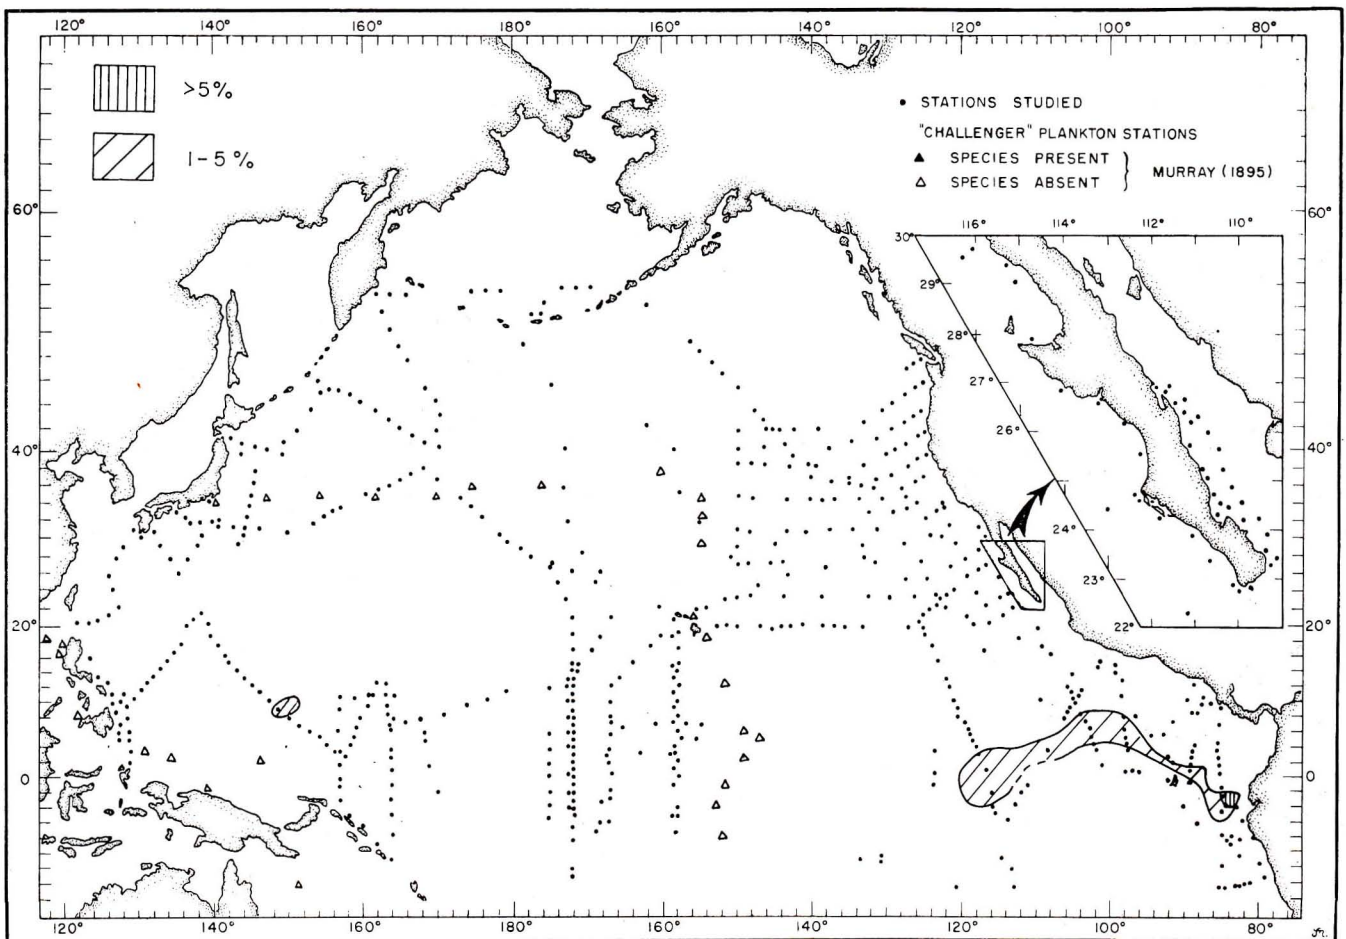 120° 140° 160° 180° 160° 140° 120° 100° 80°
>5%
1-5%
• STATIONS STUDIED
"CHALLENGER" PLANKTON STATIONS
▲ SPECIES PRESENT
△ SPECIES ABSENT
} MURRAY (1895)
60° 60°
116° 114° 112° 110°
30°
29°
28°
27°
26°
24°
23°
22°
40° 40°
20° 20°
0 0
120° 140° 160° 180° 160° 140° 120° 100° 80°